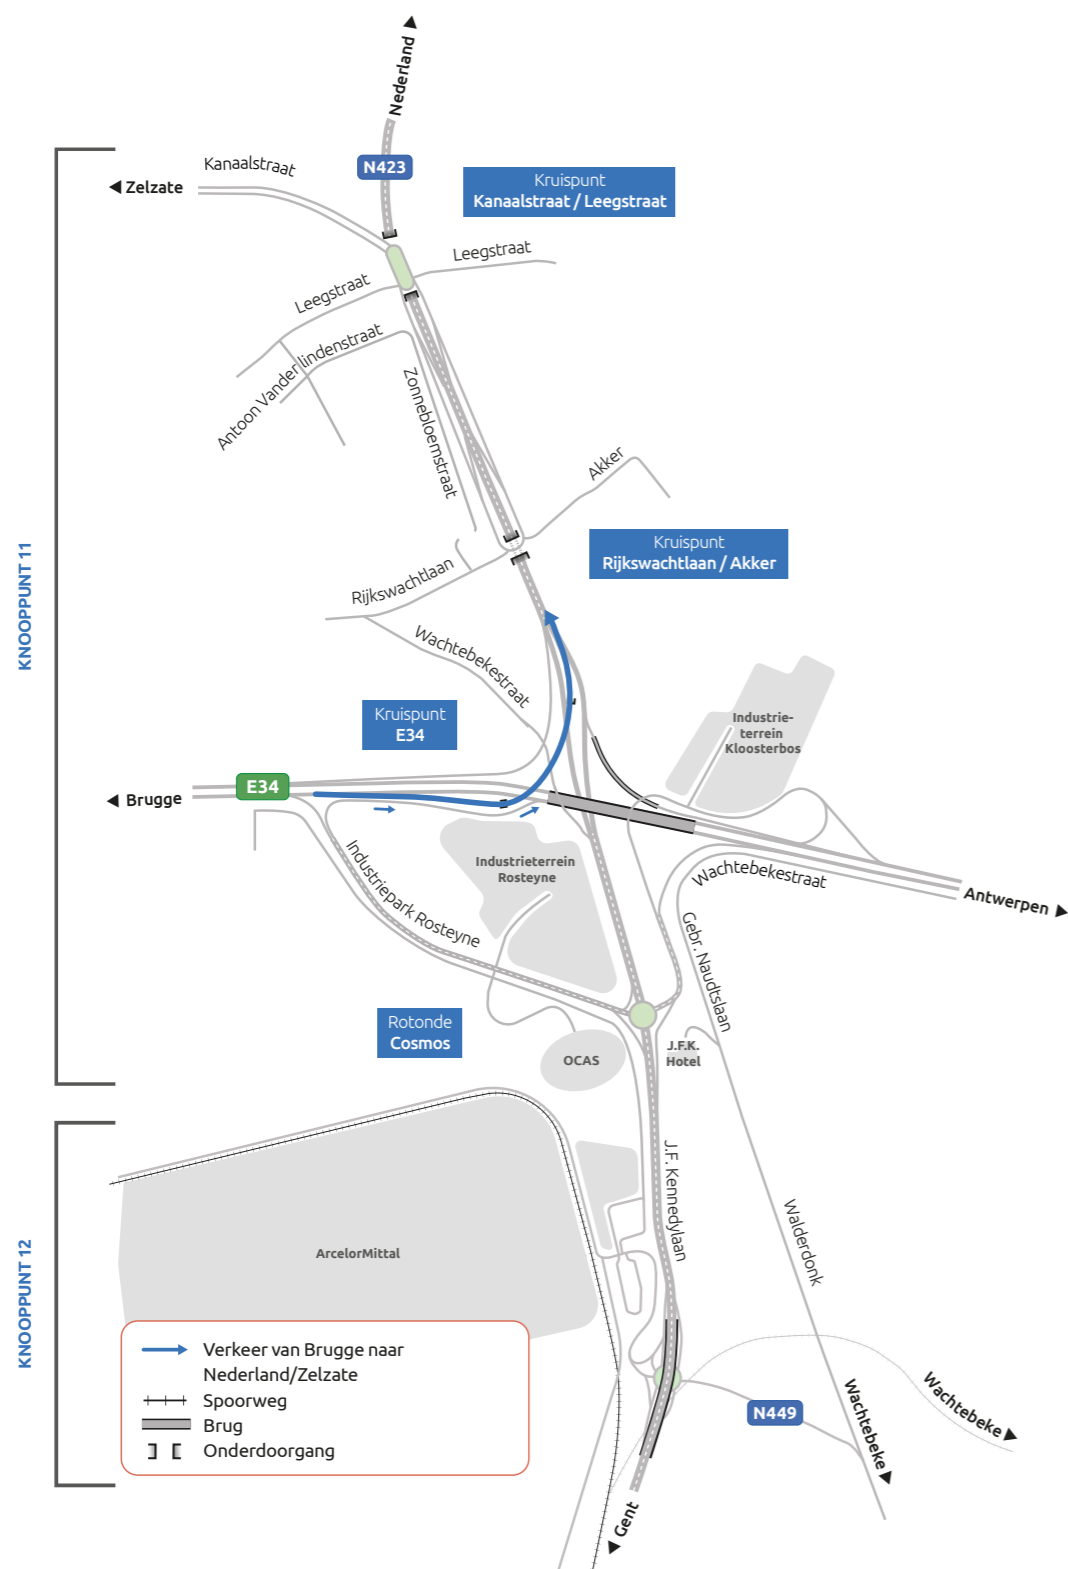 Nederland
N423
Kanaalstraat
Zelzate
Kruispunt
Kanaalstraat / Leegstraat
Leegstraat
Leegstraat
Antoon Vanderlindenstraat
Zonnebloemstraat
Akker
KNOOPPUNT 11
Kruispunt
Rijkswachtlaan / Akker
Rijkswachtlaan
Wachtebekestraat
Kruispunt
E34
Industrie-
terrein
Kloosterbos
E34
Brugge
Industrieterrein
Rosteyne
Industriepark Rosteyne
Wachtebekestraat
Antwerpen
Gebr. Naudtslaan
Rotonde
Cosmos
OCAS
J.F.K.
Hotel
J.F. Kennedylaan
Walderdonk
KNOOPPUNT 12
ArcelorMittal
Verkeer van Brugge naar
Nederland/Zelzate
Spoorweg
Brug
Onderdoorgang
N449
Wachtebeke
Wachtebeke
Gent